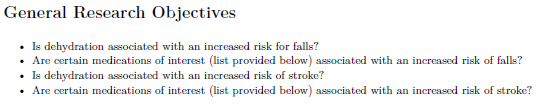 General Research Objectives
• Is dehydration associated with an increased risk for falls?
• Are certain medications of interest (list provided below) associated with an increased risk of falls?
• Is dehydration associated with an increased risk of stroke?
• Are certain medications of interest (list provided below) associated with an increased risk of stroke?